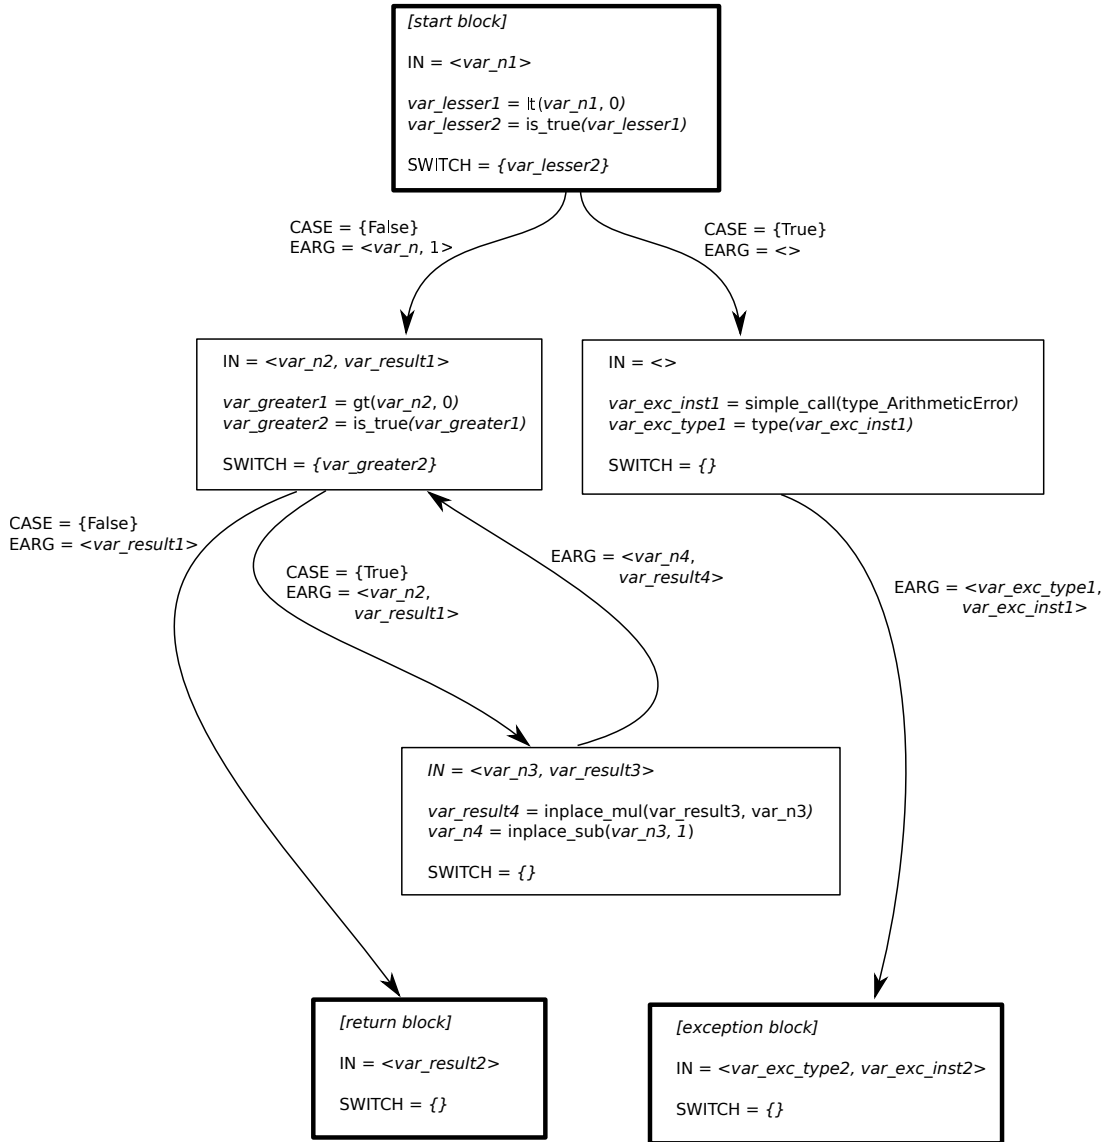 [start block]
IN = <var_n1>
var_lesser1 = lt(var_n1, 0)
var_lesser2 = is_true(var_lesser1)
SWITCH = {var_lesser2}
CASE = {False}
EARG = <var_n, 1>
CASE = {True}
EARG = <>
IN = <var_n2, var_result1>
var_greater1 = gt(var_n2, 0)
var_greater2 = is_true(var_greater1)
SWITCH = {var_greater2}
IN = <>
var_exc_inst1 = simple_call(type_ArithmeticError)
var_exc_type1 = type(var_exc_inst1)
SWITCH = {}
CASE = {False}
EARG = <var_result1>
CASE = {True}
EARG = <var_n2,
var_result1>
EARG = <var_n4,
var_result4>
EARG = <var_exc_type1,
var_exc_inst1>
IN = <var_n3, var_result3>
var_result4 = inplace_mul(var_result3, var_n3)
var_n4 = inplace_sub(var_n3, 1)
SWITCH = {}
[return block]
IN = <var_result2>
SWITCH = {}
[exception block]
IN = <var_exc_type2, var_exc_inst2>
SWITCH = {}